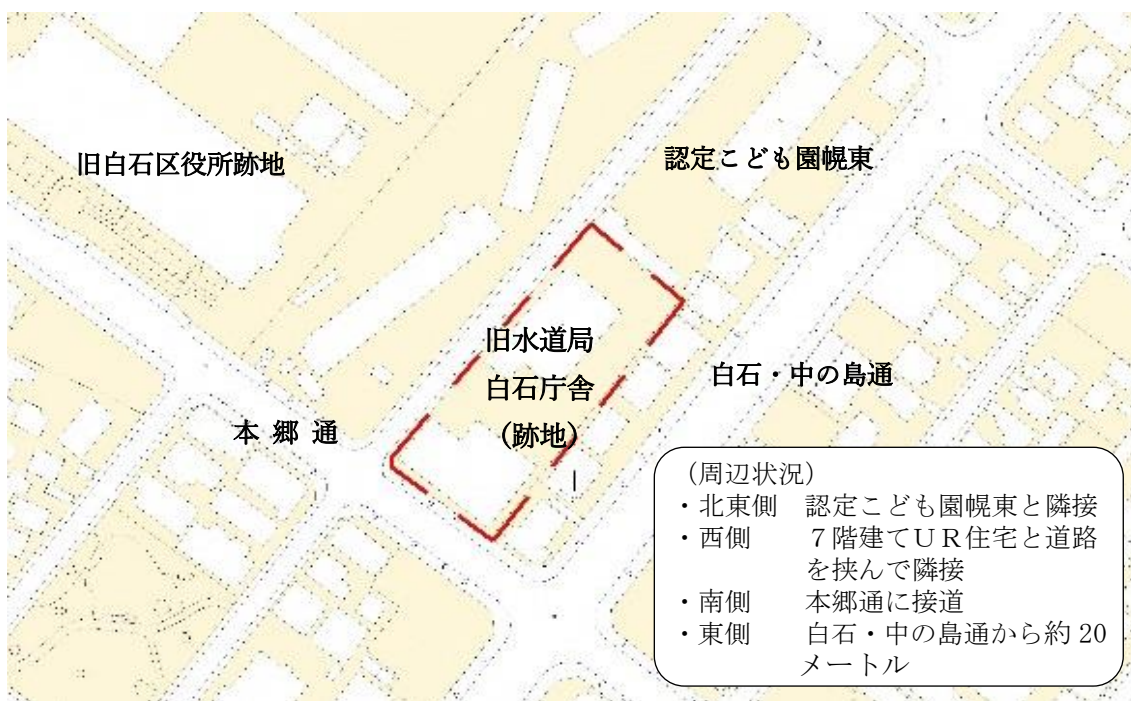 旧白石区役所跡地
認定こども園幌東
旧水道局
白石庁舎
(跡地)
白石・中の島通
本 郷 通
(周辺状況)
・北東側 認定こども園幌東と隣接
・西側 7階建てUR住宅と道路
を挟んで隣接
・南側 本郷通に接道
・東側 白石・中の島通から約 20
メートル